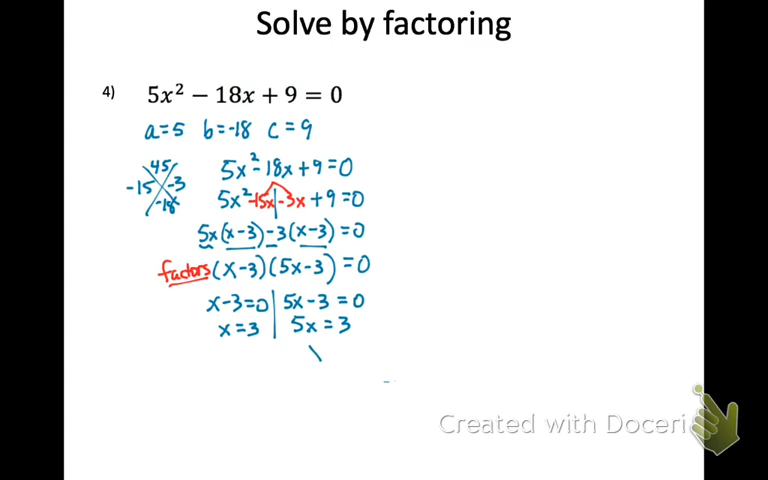 Solve by factoring
4) 5x² − 18x + 9 = 0
a=5 b=-18 c=9
45
-15 -3
-18
5x²-18x+9=0
5x²-15x-3x+9=0
5x(x-3)-3(x-3)=0
factors(x-3)(5x-3)=0
x-3=0 | 5x-3=0
x=3 | 5x=3
Created with Doceri